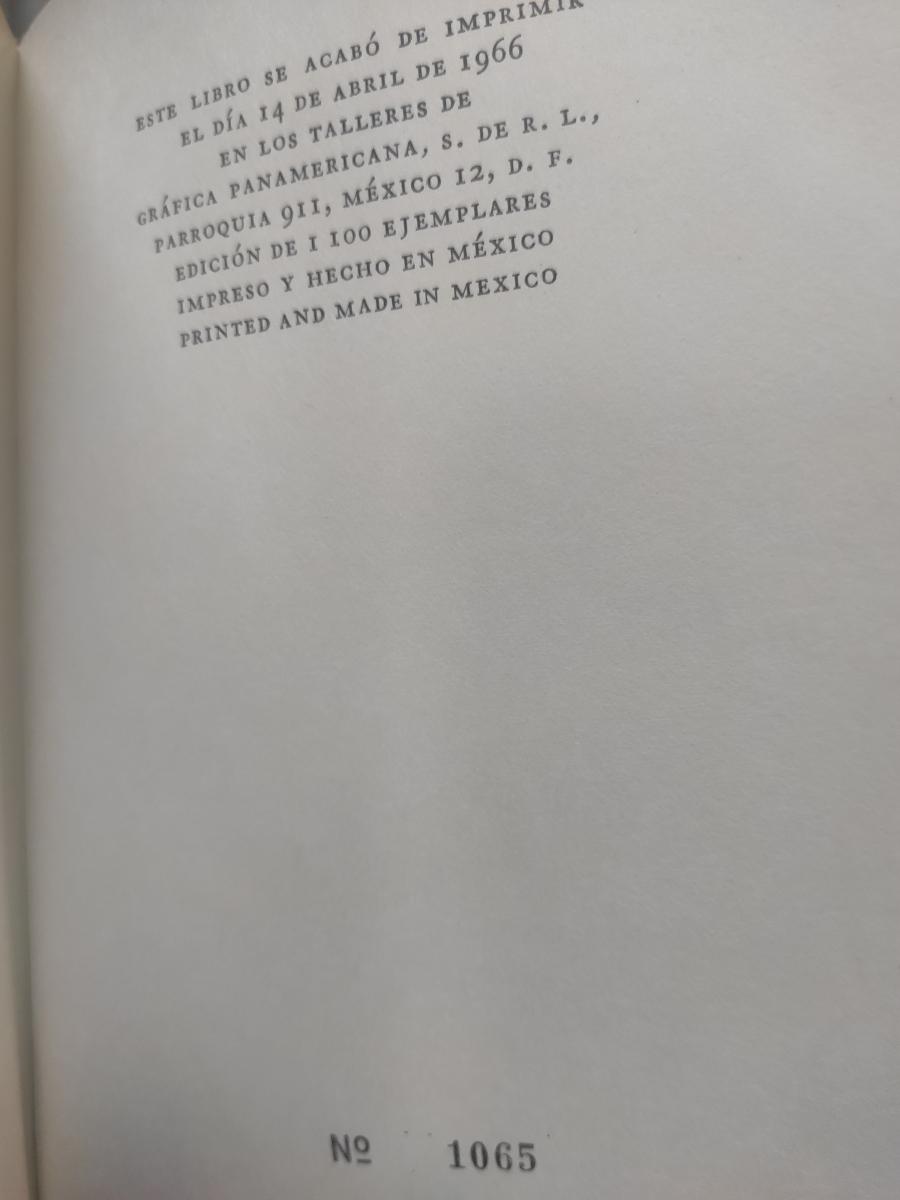 ESTE LIBRO SE ACABÓ DE IMPRIMIR
EL DÍA 14 DE ABRIL DE 1966
EN LOS TALLERES DE
GRÁFICA PANAMERICANA, S. DE R. L.,
PARROQUIA 911, MÉXICO 12, D. F.
EDICIÓN DE 1 100 EJEMPLARES
IMPRESO Y HECHO EN MÉXICO
PRINTED AND MADE IN MEXICO
Nº 1065